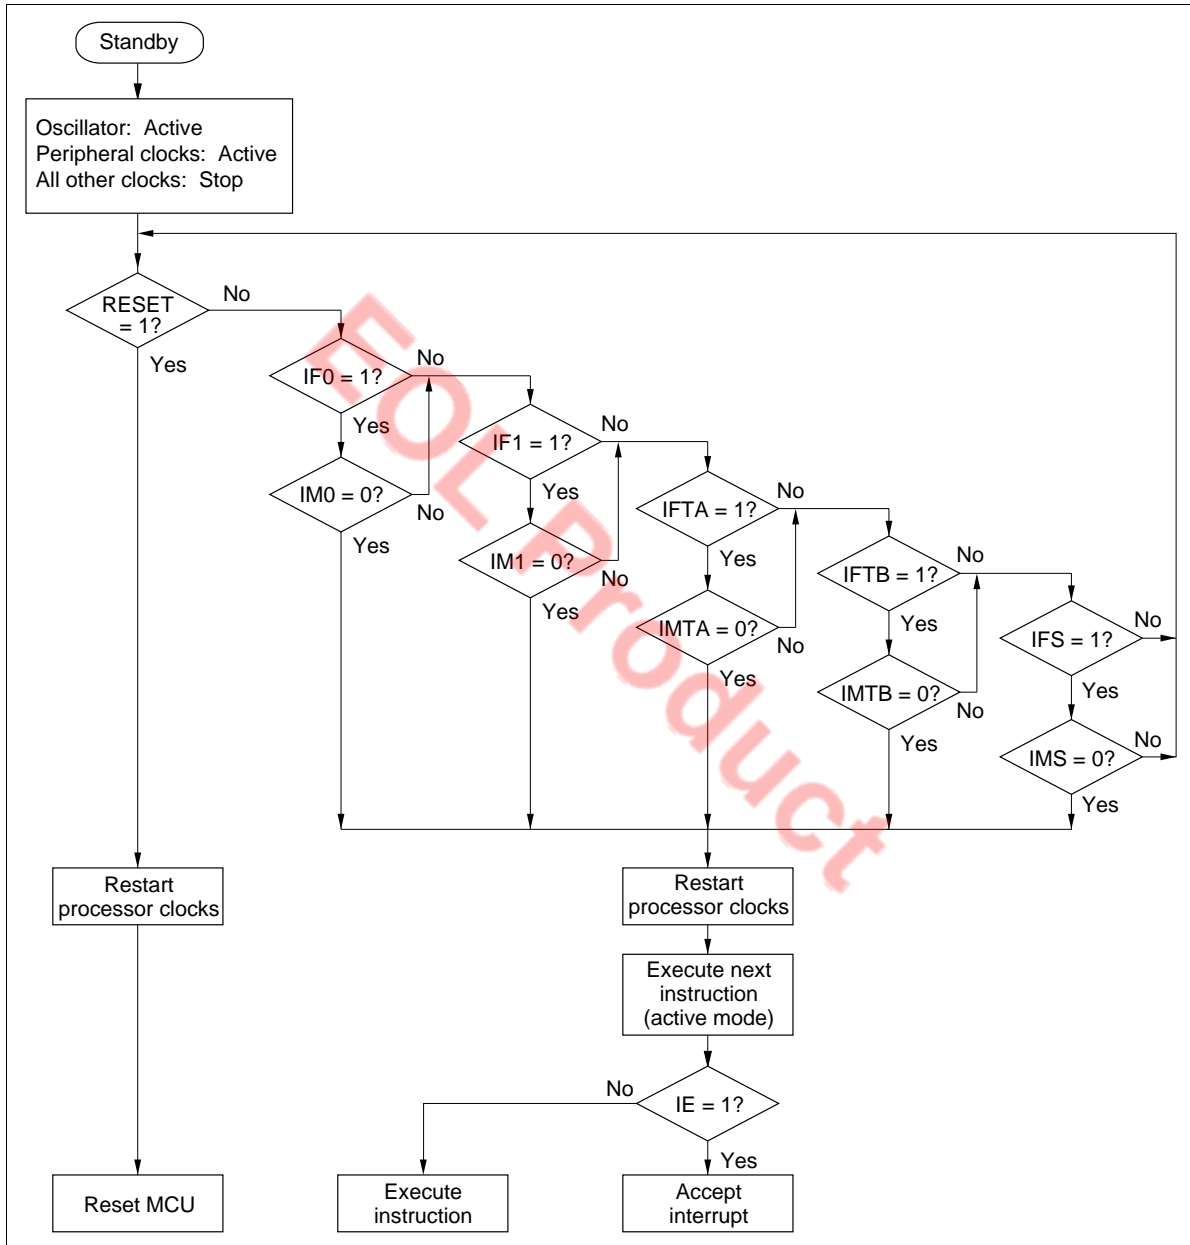 Standby
Oscillator: Active
Peripheral clocks: Active
All other clocks: Stop
RESET
= 1?
No
Yes
IF0 = 1?
No
Yes
IM0 = 0?
No
Yes
IF1 = 1?
No
Yes
IM1 = 0?
No
Yes
IFTA = 1?
No
Yes
IMTA = 0?
No
Yes
IFTB = 1?
No
Yes
IMTB = 0?
No
Yes
IFS = 1?
No
Yes
IMS = 0?
No
Yes
Restart
processor clocks
Restart
processor clocks
Execute next
instruction
(active mode)
IE = 1?
No
Yes
Reset MCU
Execute
instruction
Accept
interrupt
EOL Product